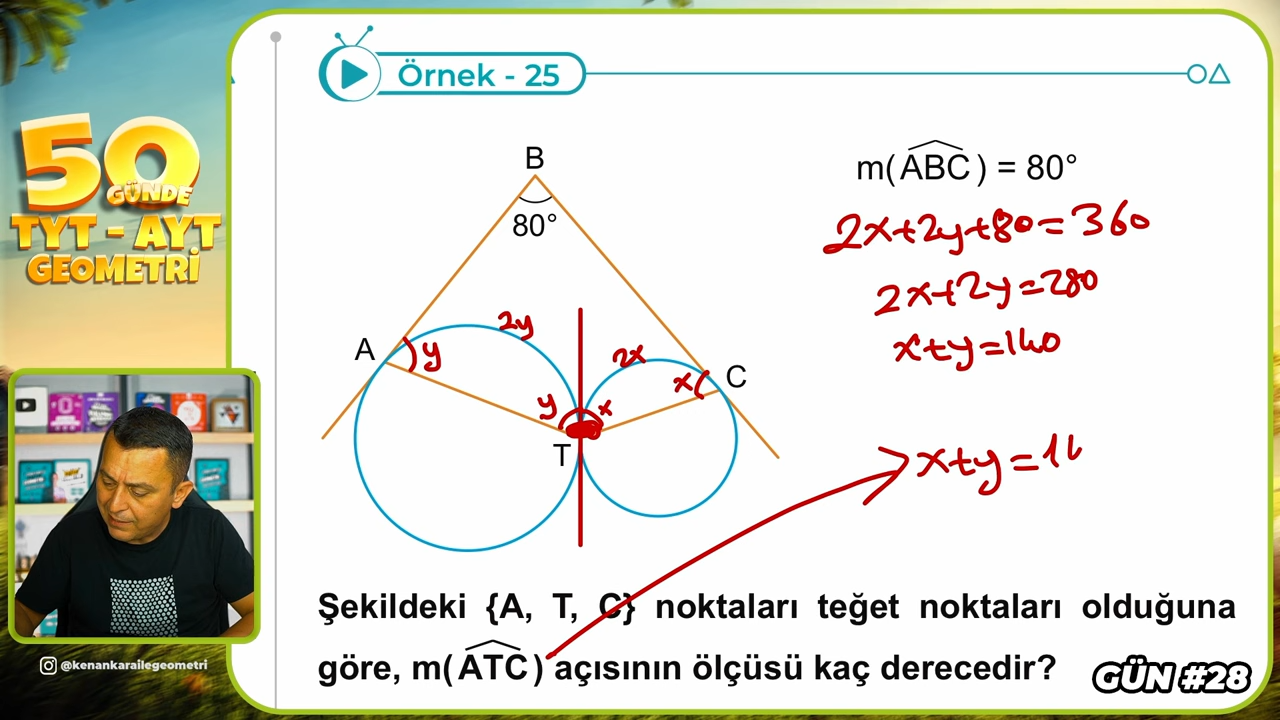 50
GÜNDE
TYT - AYT
GEOMETRİ
Örnek - 25
B
80°
A
C
T
2y
y
2x
x
y
x
m(ABC) = 80°
2x+2y+80=360
2x+2y=280
x+y=140
x+y=14
Şekildeki {A, T, C} noktaları teğet noktaları olduğuna
göre, m(ATC) açısının ölçüsü kaç derecedir?
@kenankarailegeometri
GÜN #28